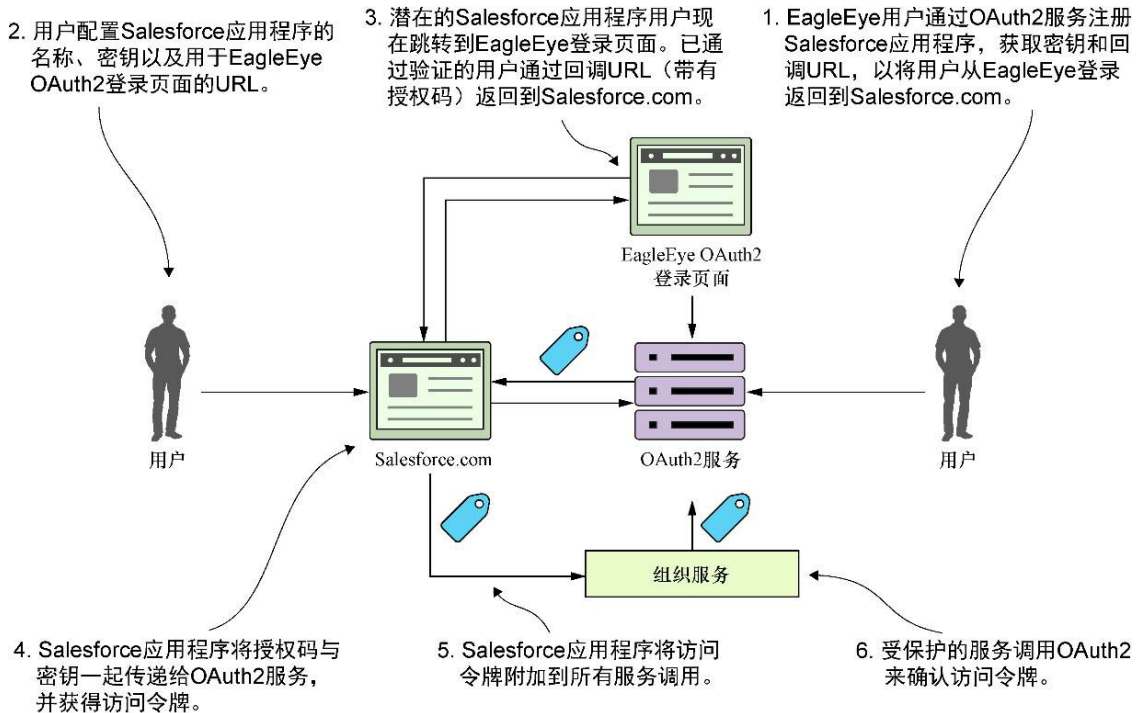 2. 用户配置Salesforce应用程序的
名称、密钥以及用于EagleEye
OAuth2登录页面的URL。
3. 潜在的Salesforce应用程序用户现
在跳转到EagleEye登录页面。已通
过验证的用户通过回调URL（带有
授权码）返回到Salesforce.com。
1. EagleEye用户通过OAuth2服务注册
Salesforce应用程序，获取密钥和回
调URL，以将用户从EagleEye登录
返回到Salesforce.com。
EagleEye OAuth2
登录页面
用户
Salesforce.com
OAuth2服务
用户
组织服务
4. Salesforce应用程序将授权码与
密钥一起传递给OAuth2服务，
并获得访问令牌。
5. Salesforce应用程序将访问
令牌附加到所有服务调用。
6. 受保护的服务调用OAuth2
来确认访问令牌。